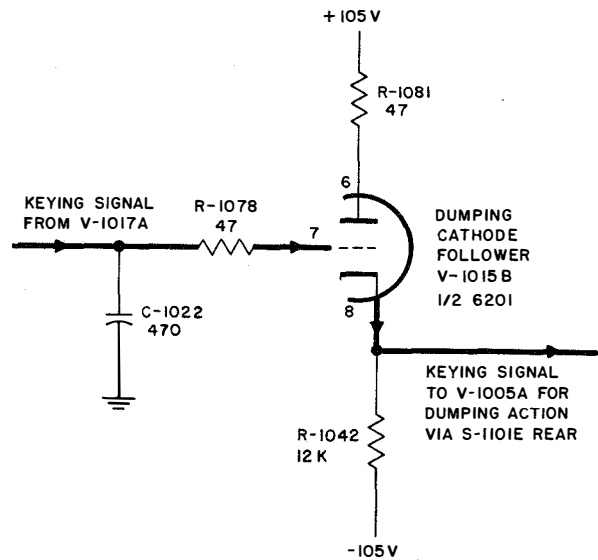 +105V
R-1081
47
6
KEYING SIGNAL
FROM V-1017A
R-1078
47
7
DUMPING
CATHODE
FOLLOWER
V-1015B
1/2 6201
C-1022
470
8
KEYING SIGNAL
TO V-1005A FOR
DUMPING ACTION
VIA S-1101E REAR
R-1042
12K
-105V